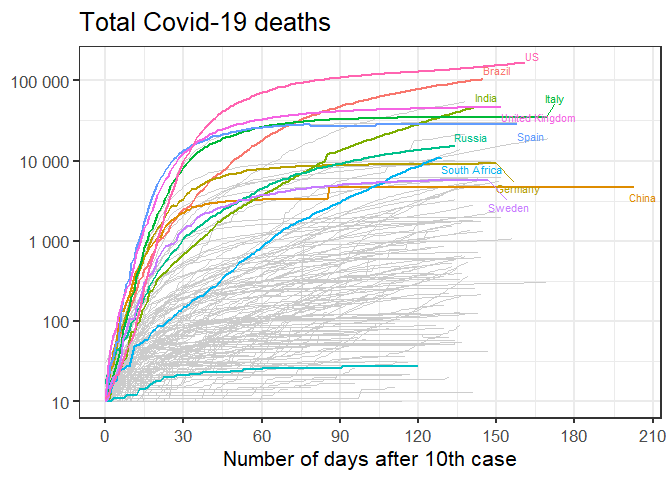 Total Covid-19 deaths
100 000
10 000
1 000
100
10
US
Brazil
India
Italy
United Kingdom
Russia
Spain
South Africa
Germany
China
Sweden
0 30 60 90 120 150 180 210
Number of days after 10th case